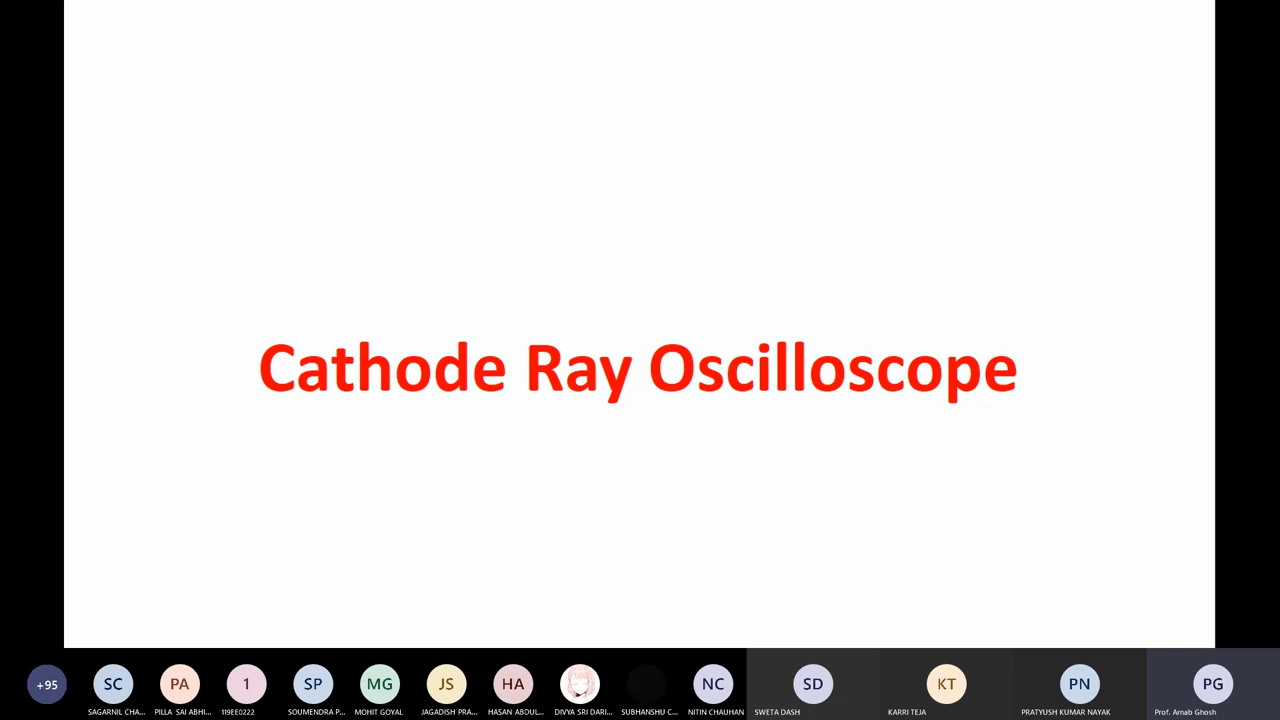 Cathode Ray Oscilloscope
+95
SC
PA
1
SP
MG
JS
HA
NC
SD
KT
PN
PG
SAGARNIL CHA...
PILLA SAI ABHI...
119EE0222
SOUMENDRA P...
MOHIT GOYAL
JAGADISH PRA...
HASAN ABDUL...
DIVYA SRI DARI...
SUBHANSHU C...
NITIN CHAUHAN
SWETA DASH
KARRI TEJA
PRATYUSH KUMAR NAYAK
Prof. Arnab Ghosh